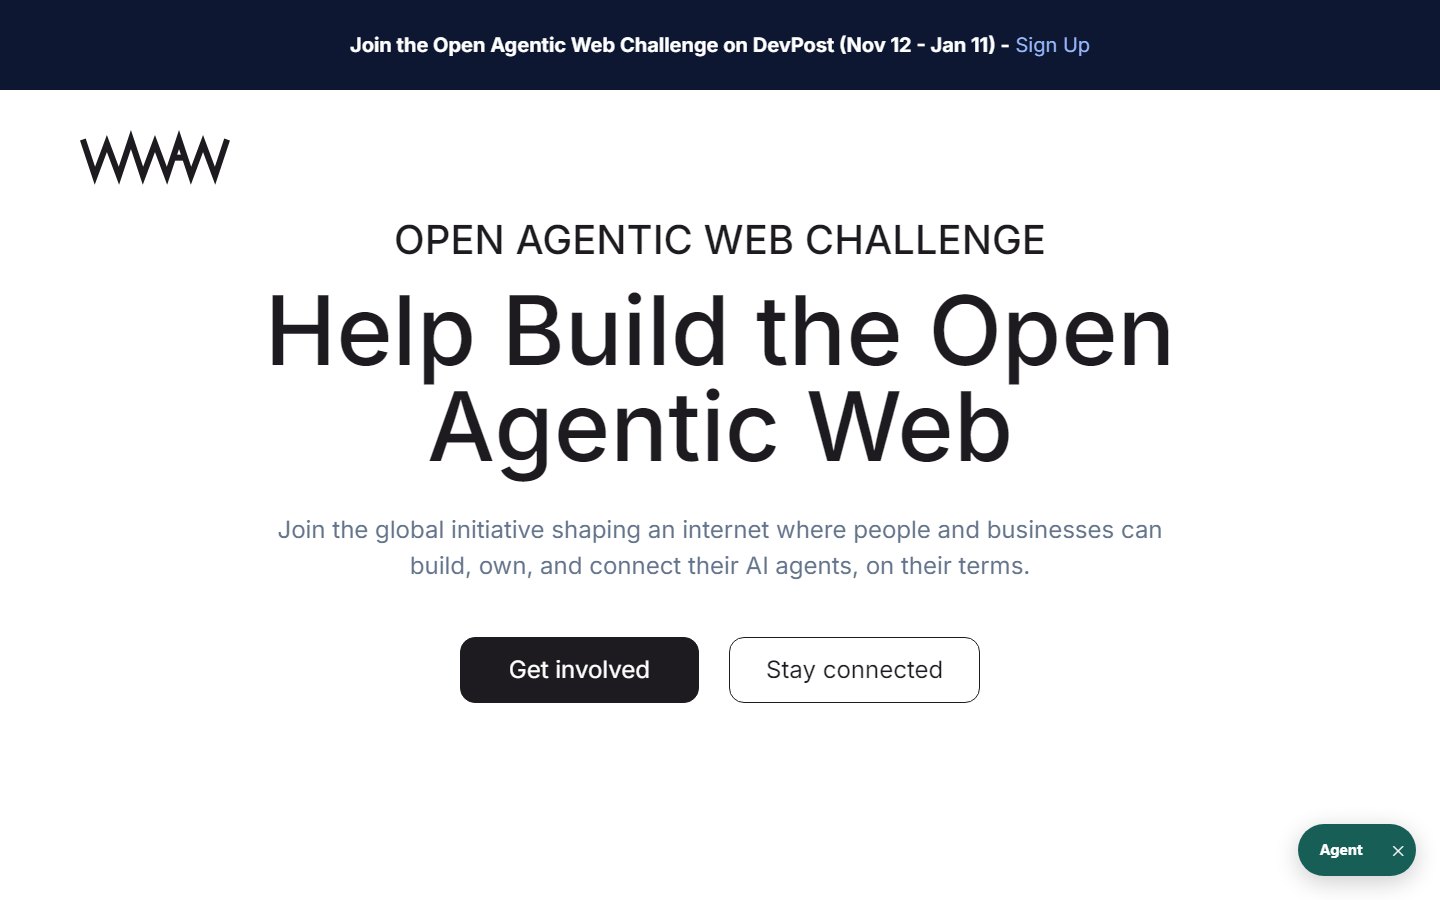 Join the Open Agentic Web Challenge on DevPost (Nov 12 - Jan 11) - Sign Up
WWAW
OPEN AGENTIC WEB CHALLENGE
Help Build the Open
Agentic Web
Join the global initiative shaping an internet where people and businesses can
build, own, and connect their AI agents, on their terms.
Get involved
Stay connected
Agent